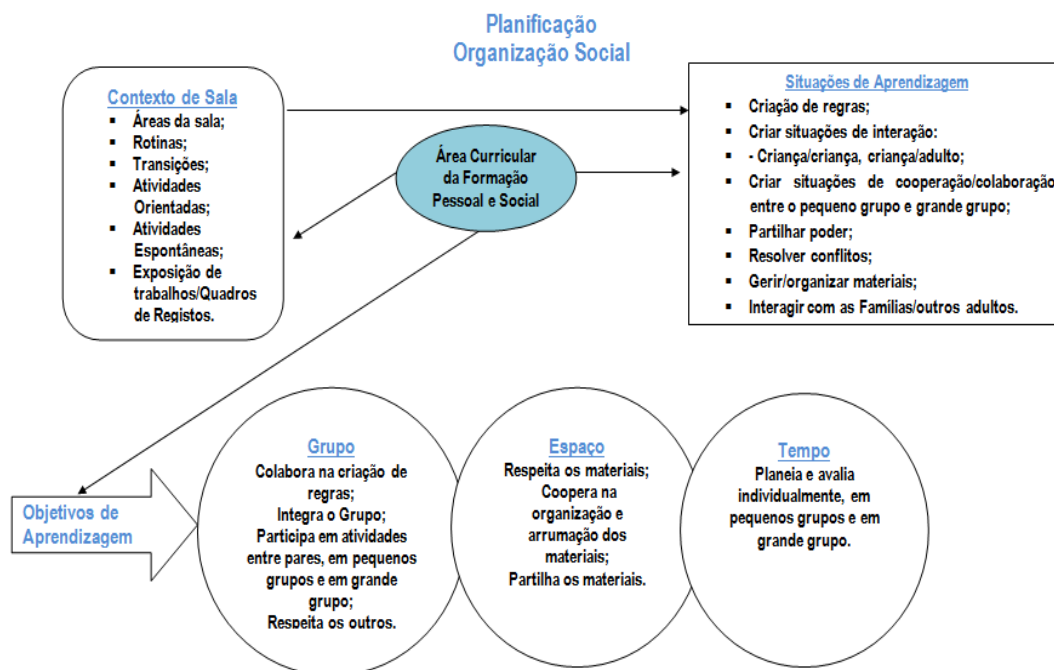 Planificação
Organização Social
Contexto de Sala
▪ Áreas da sala;
▪ Rotinas;
▪ Transições;
▪ Atividades
Orientadas;
▪ Atividades
Espontâneas;
▪ Exposição de
trabalhos/Quadros
de Registos.
Área Curricular
da Formação
Pessoal e Social
Situações de Aprendizagem
▪ Criação de regras;
▪ Criar situações de interação:
▪ - Criança/criança, criança/adulto;
▪ Criar situações de cooperação/colaboração
entre o pequeno grupo e grande grupo;
▪ Partilhar poder;
▪ Resolver conflitos;
▪ Gerir/organizar materiais;
▪ Interagir com as Famílias/outros adultos.
Objetivos de
Aprendizagem
Grupo
Colabora na criação de
regras;
Integra o Grupo;
Participa em atividades
entre pares, em pequenos
grupos e em grande
grupo;
Respeita os outros.
Espaço
Respeita os materiais;
Coopera na
organização e
arrumação dos
materiais;
Partilha os materiais.
Tempo
Planeia e avalia
individualmente, em
pequenos grupos e em
grande grupo.